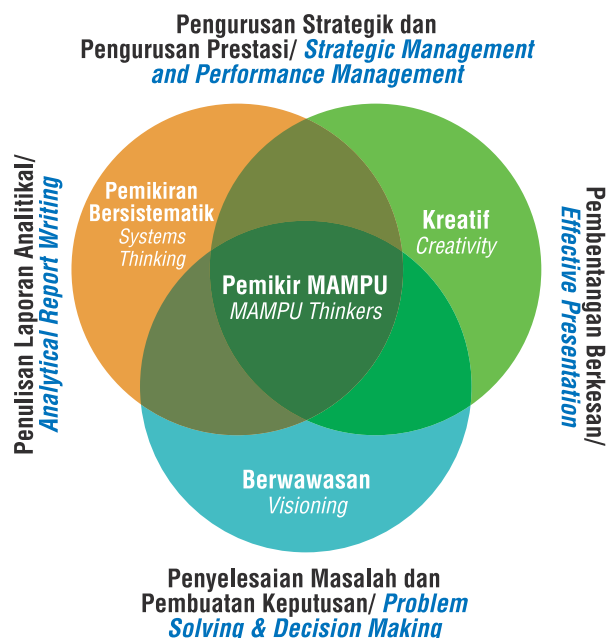 Pengurusan Strategik dan
Pengurusan Prestasi/ Strategic Management
and Performance Management
Penulisan Laporan Analitikal/
Analytical Report Writing
Pemikiran
Bersistematik
Systems
Thinking
Kreatif
Creativity
Pemikir MAMPU
MAMPU Thinkers
Berwawasan
Visioning
Pembentangan Berkesan/
Effective Presentation
Penyelesaian Masalah dan
Pembuatan Keputusan/ Problem
Solving & Decision Making